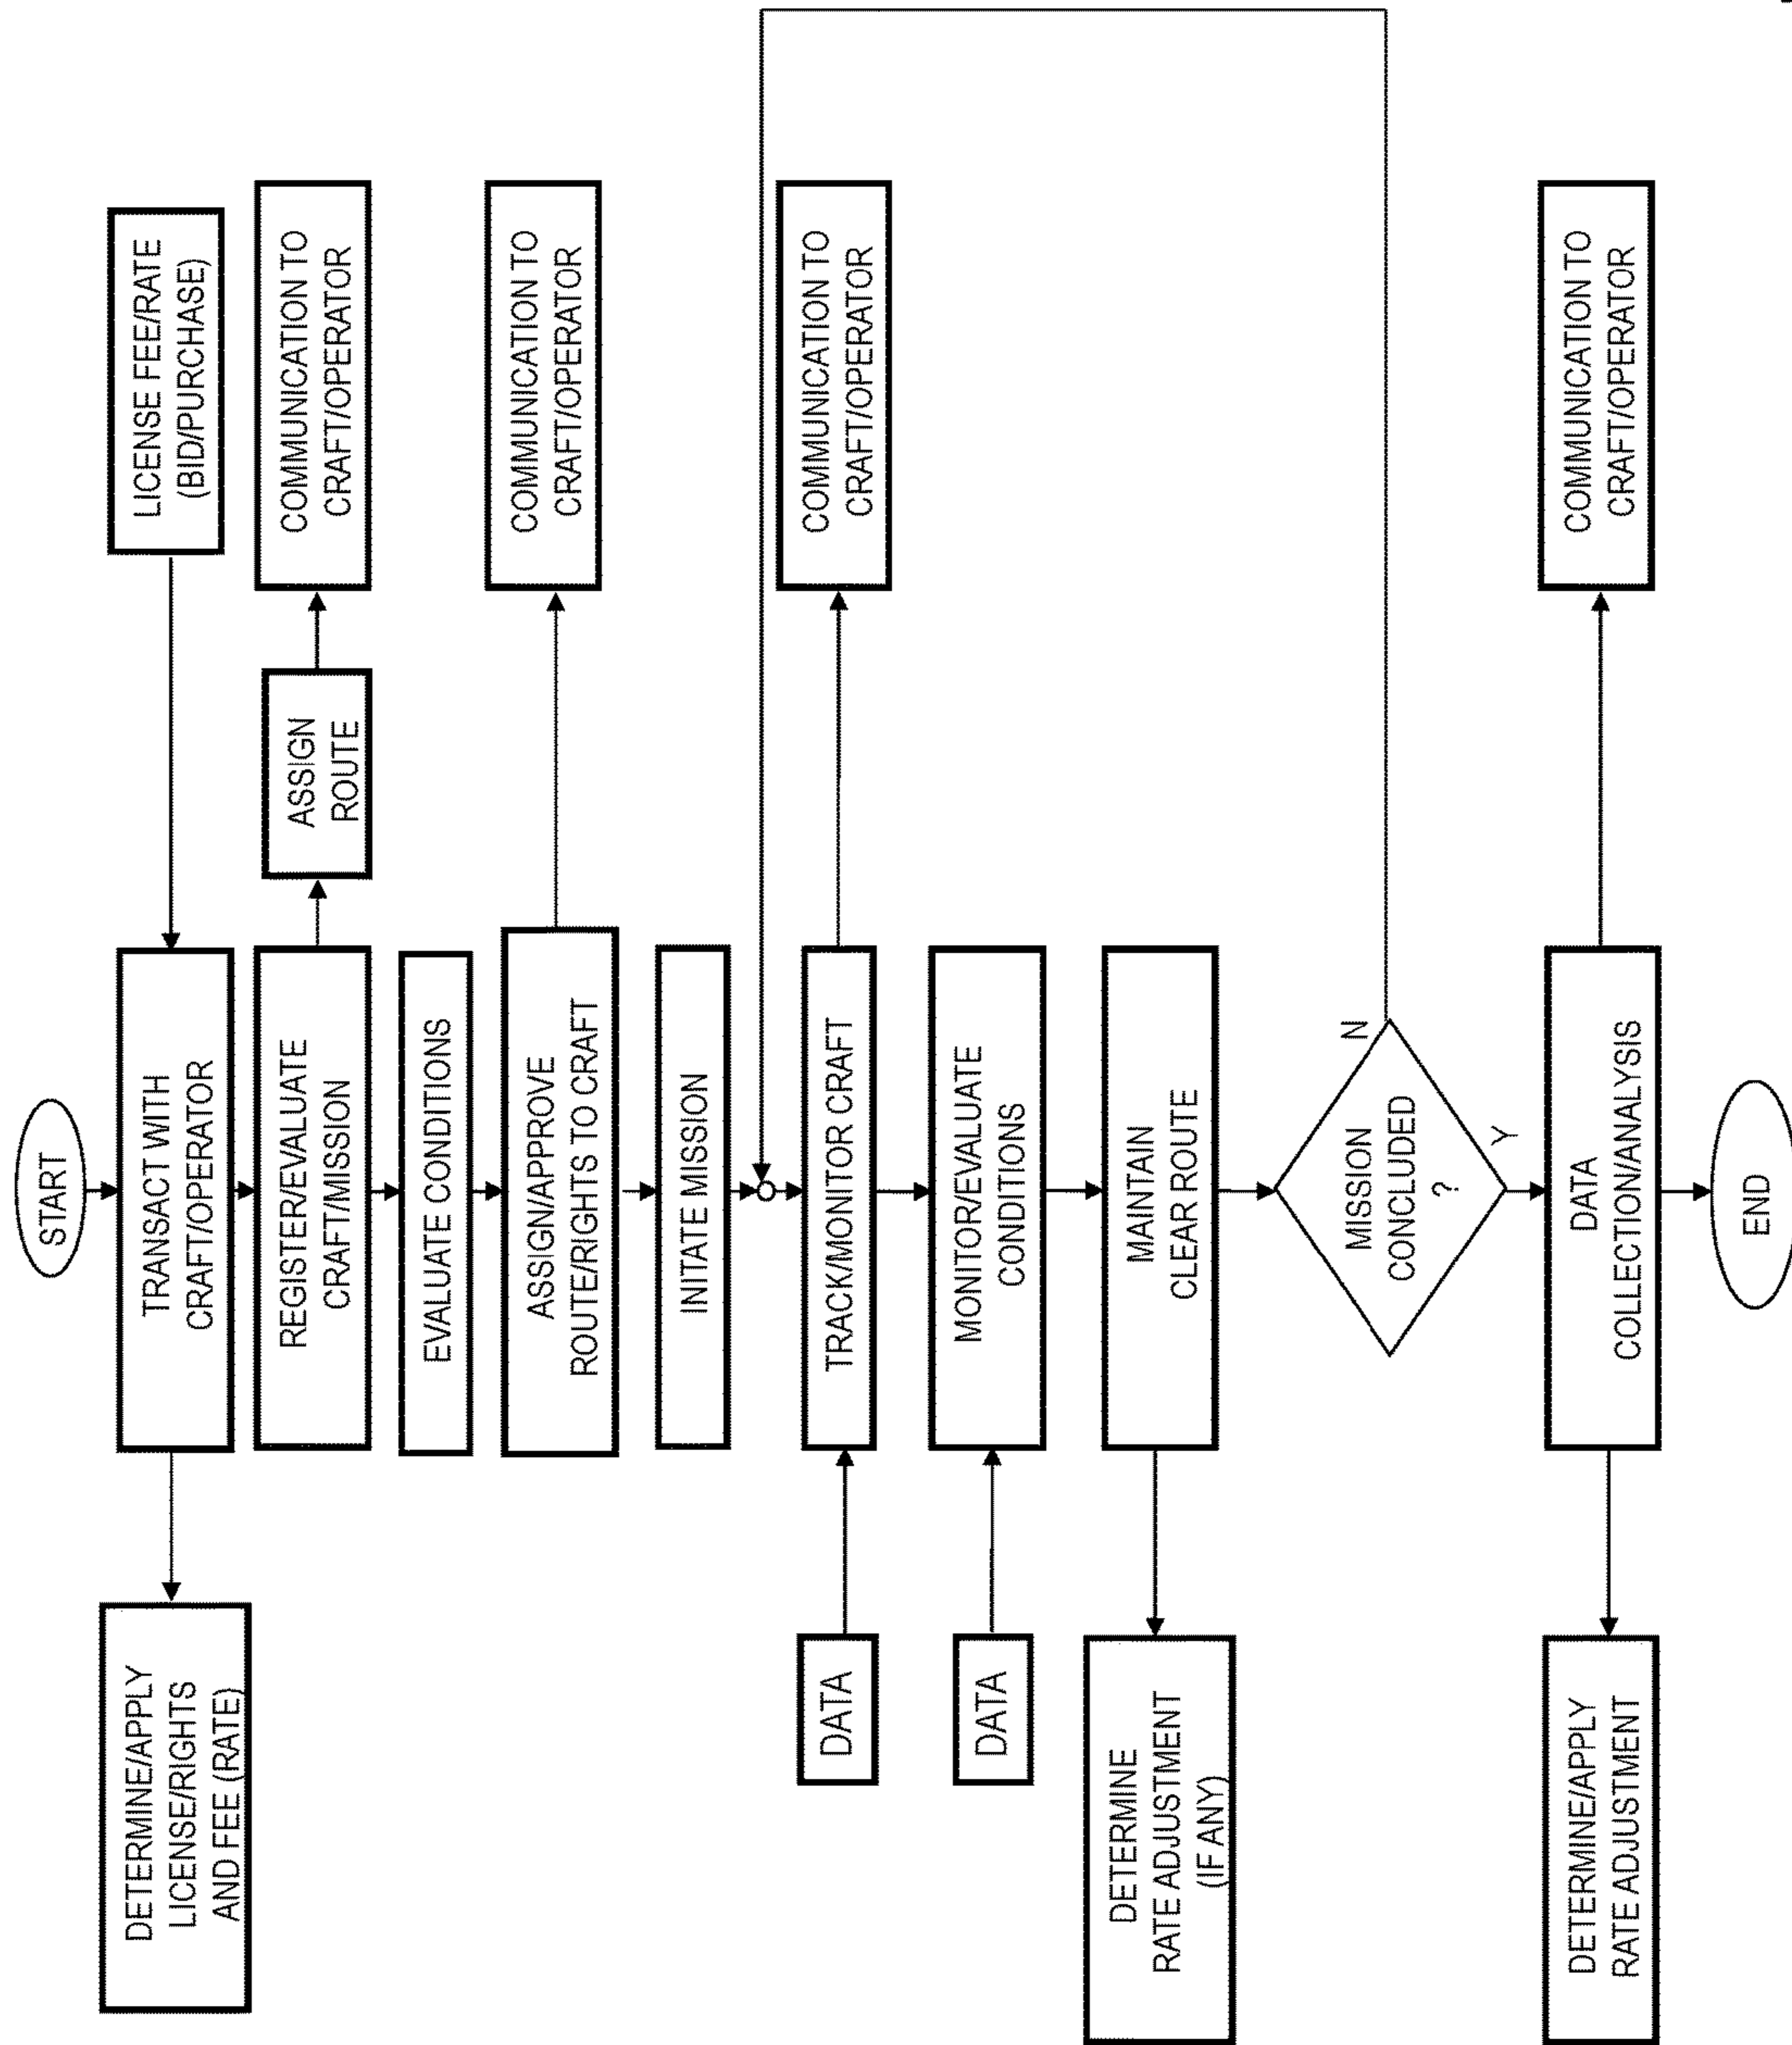 START
DETERMINE/APPLY
LICENSE/RIGHTS
AND FEE (RATE)
TRANSACT WITH
CRAFT/OPERATOR
LICENSE FEE/RATE
(BID/PURCHASE)
REGISTER/EVALUATE
CRAFT/MISSION
ASSIGN
ROUTE
COMMUNICATION TO
CRAFT/OPERATOR
EVALUATE CONDITIONS
ASSIGN/APPROVE
ROUTE/RIGHTS TO CRAFT
COMMUNICATION TO
CRAFT/OPERATOR
INITATE MISSION
DATA
TRACK/MONITOR CRAFT
COMMUNICATION TO
CRAFT/OPERATOR
DATA
MONITOR/EVALUATE
CONDITIONS
DETERMINE
RATE ADJUSTMENT
(IF ANY)
MAINTAIN
CLEAR ROUTE
MISSION
CONCLUDED
?
N
Y
DETERMINE/APPLY
RATE ADJUSTMENT
DATA
COLLECTION/ANALYSIS
COMMUNICATION TO
CRAFT/OPERATOR
END